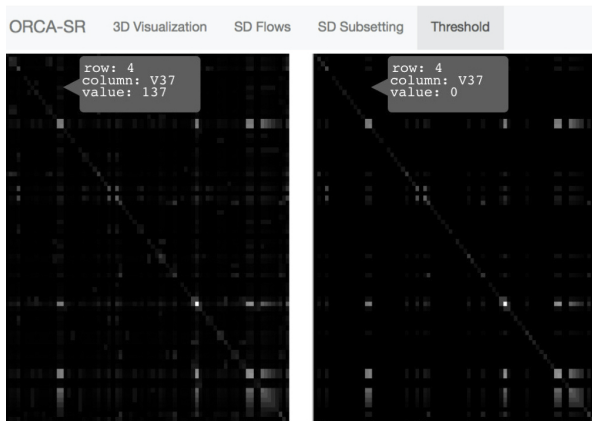 ORCA-SR 3D Visualization SD Flows SD Subsetting Threshold
row: 4
column: V37
value: 137
row: 4
column: V37
value: 0